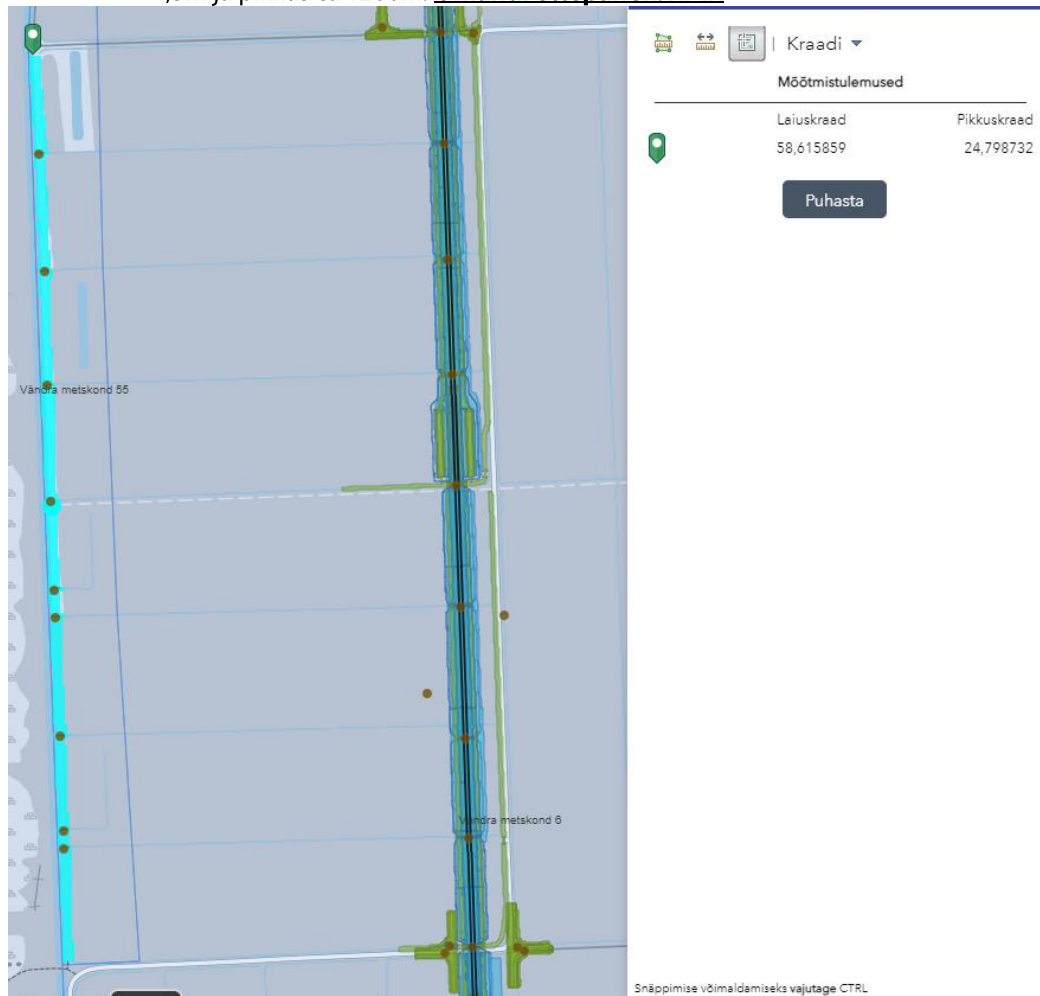 | Kraadi
Mõõtmistulemused
Laiuskraad Pikkuskraad
58,615859 24,798732
Puhasta
Vändra metskond 55
Vändra metskond 6
Snäppimise võimaldamiseks vajutage CTRL